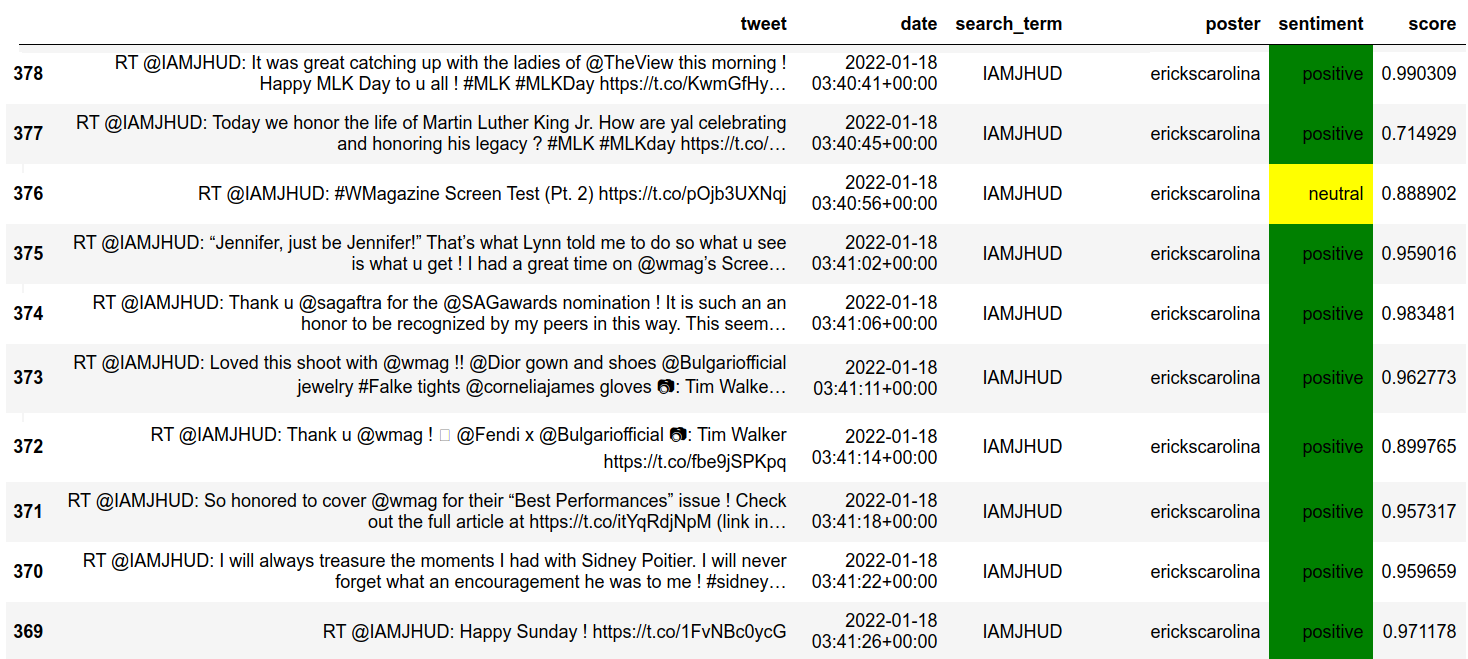 tweet date search_term poster sentiment score
378 RT @IAMJHUD: It was great catching up with the ladies of @TheView this morning ! Happy MLK Day to u all ! #MLK #MLKDay https://t.co/KwmGfHy… 2022-01-18 03:40:41+00:00 IAMJHUD erickscarolina positive 0.990309
377 RT @IAMJHUD: Today we honor the life of Martin Luther King Jr. How are yal celebrating and honoring his legacy ? #MLK #MLKday https://t.co/… 2022-01-18 03:40:45+00:00 IAMJHUD erickscarolina positive 0.714929
376 RT @IAMJHUD: #WMagazine Screen Test (Pt. 2) https://t.co/pOjb3UXNqj 2022-01-18 03:40:56+00:00 IAMJHUD erickscarolina neutral 0.888902
375 RT @IAMJHUD: “Jennifer, just be Jennifer!” That’s what Lynn told me to do so what u see is what u get ! I had a great time on @wmag’s Scree… 2022-01-18 03:41:02+00:00 IAMJHUD erickscarolina positive 0.959016
374 RT @IAMJHUD: Thank u @sagaftra for the @SAGawards nomination ! It is such an an honor to be recognized by my peers in this way. This seem… 2022-01-18 03:41:06+00:00 IAMJHUD erickscarolina positive 0.983481
373 RT @IAMJHUD: Loved this shoot with @wmag !! @Dior gown and shoes @Bulgariofficial jewelry #Falke tights @corneliajames gloves 📷: Tim Walke… 2022-01-18 03:41:11+00:00 IAMJHUD erickscarolina positive 0.962773
372 RT @IAMJHUD: Thank u @wmag ! @Fendi x @Bulgariofficial 📷: Tim Walker https://t.co/fbe9jSPKpq 2022-01-18 03:41:14+00:00 IAMJHUD erickscarolina positive 0.899765
371 RT @IAMJHUD: So honored to cover @wmag for their “Best Performances” issue ! Check out the full article at https://t.co/itYqRdjNpM (link in… 2022-01-18 03:41:18+00:00 IAMJHUD erickscarolina positive 0.957317
370 RT @IAMJHUD: I will always treasure the moments I had with Sidney Poitier. I will never forget what an encouragement he was to me ! #sidney… 2022-01-18 03:41:22+00:00 IAMJHUD erickscarolina positive 0.959659
369 RT @IAMJHUD: Happy Sunday ! https://t.co/1FvNBc0ycG 2022-01-18 03:41:26+00:00 IAMJHUD erickscarolina positive 0.971178